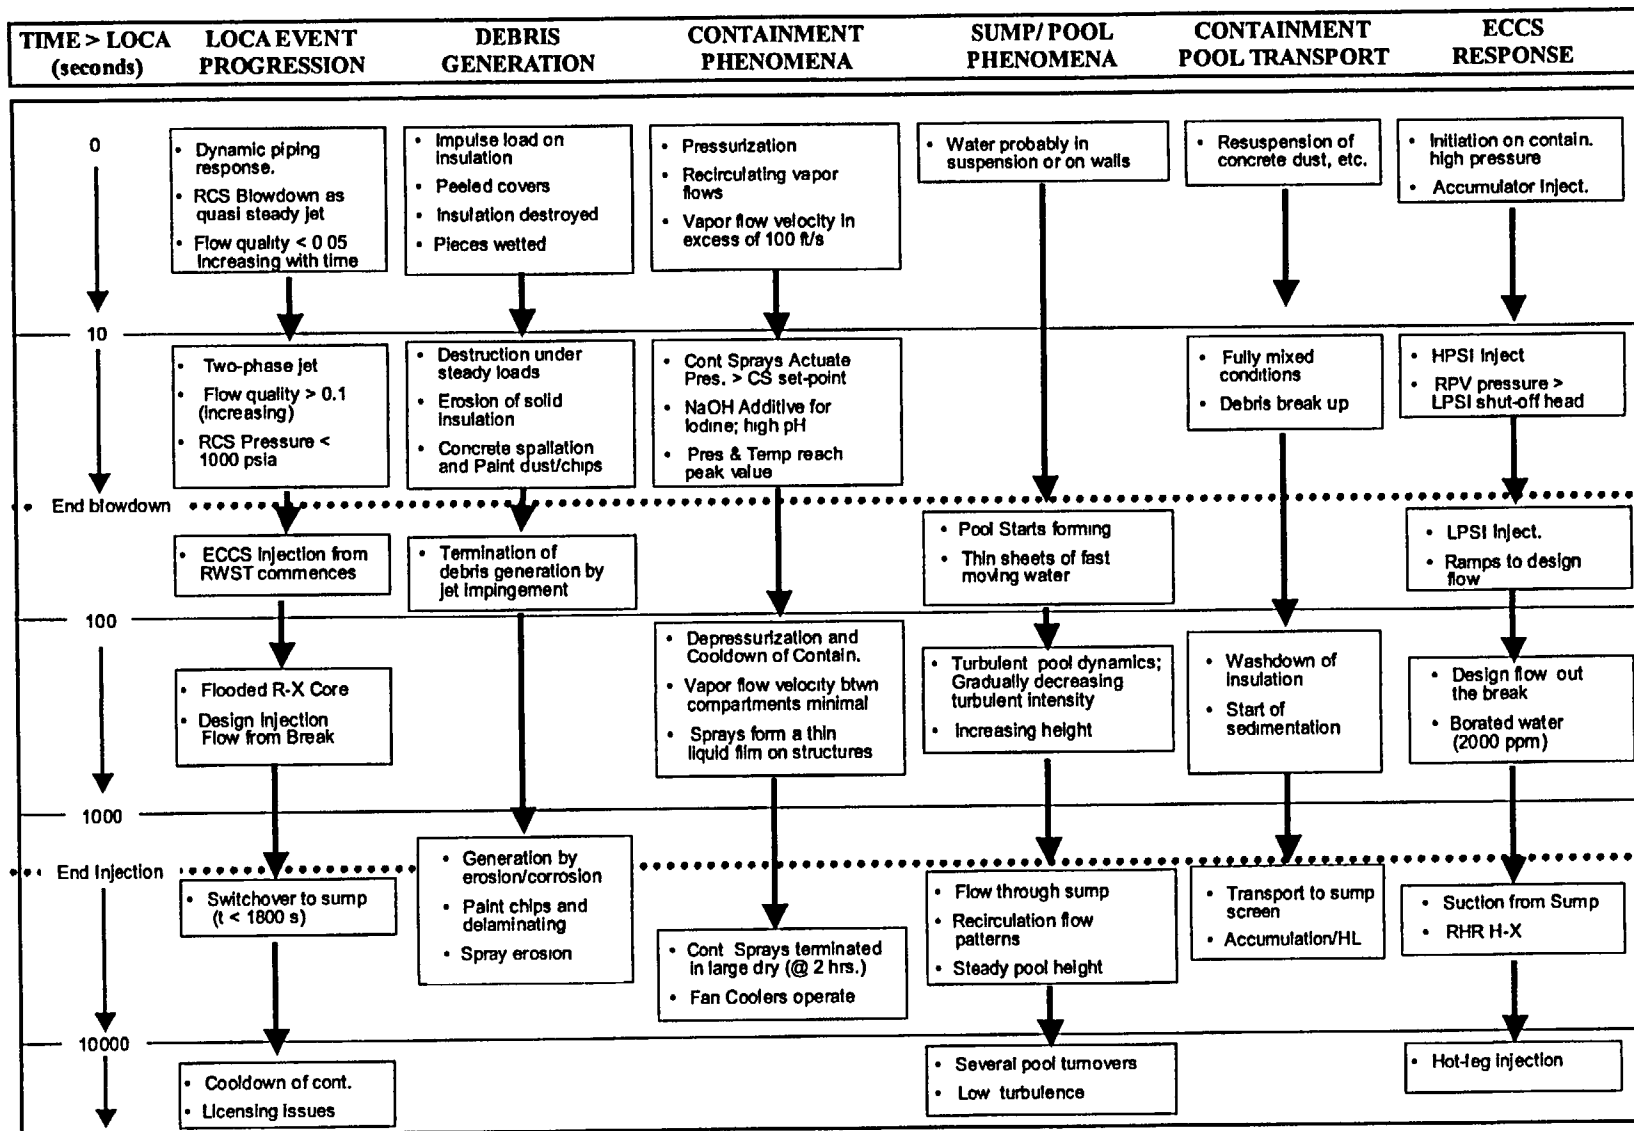 TIME > LOCA
(seconds)
LOCA EVENT
PROGRESSION
DEBRIS
GENERATION
CONTAINMENT
PHENOMENA
SUMP/ POOL
PHENOMENA
CONTAINMENT
POOL TRANSPORT
ECCS
RESPONSE
0
• Dynamic piping
response.
• RCS Blowdown as
quasi steady jet
• Flow quality < 0 05
Increasing with time
• Impulse load on
Insulation
• Peeled covers
• Insulation destroyed
• Pieces wetted
• Pressurization
• Recirculating vapor
flows
• Vapor flow velocity in
excess of 100 ft/s
• Water probably in
suspension or on walls
• Resuspension of
concrete dust, etc.
• Initiation on contain.
high pressure
• Accumulator Inject.
10
• Two-phase jet
• Flow quality > 0.1
(increasing)
• RCS Pressure <
1000 psia
• Destruction under
steady loads
• Erosion of solid
insulation
• Concrete spallation
and Paint dust/chips
• Cont Sprays Actuate
Pres. > CS set-point
• NaOH Additive for
Iodine; high pH
• Pres & Temp reach
peak value
• Fully mixed
conditions
• Debris break up
• HPSI Inject
• RPV pressure >
LPSI shut-off head
End blowdown
• ECCS Injection from
RWST commences
• Termination of
debris generation by
jet Impingement
• Pool Starts forming
• Thin sheets of fast
moving water
• LPSI Inject.
• Ramps to design
flow
100
• Flooded R-X Core
• Design Injection
Flow from Break
• Depressurization and
Cooldown of Contain.
• Vapor flow velocity btwn
compartments minimal
• Sprays form a thin
liquid film on structures
• Turbulent pool dynamics;
Gradually decreasing
turbulent intensity
• Increasing height
• Washdown of
insulation
• Start of
sedimentation
• Design flow out
the break
• Borated water
(2000 ppm)
1000
End Injection
• Switchover to sump
(t < 1800 s)
• Generation by
erosion/corrosion
• Paint chips and
delaminating
• Spray erosion
• Cont Sprays terminated
in large dry (@ 2 hrs.)
• Fan Coolers operate
• Flow through sump
• Recirculation flow
patterns
• Steady pool height
• Transport to sump
screen
• Accumulation/HL
• Suction from Sump
• RHR H-X
10000
• Cooldown of cont.
• Licensing issues
• Several pool turnovers
• Low turbulence
• Hot-leg injection